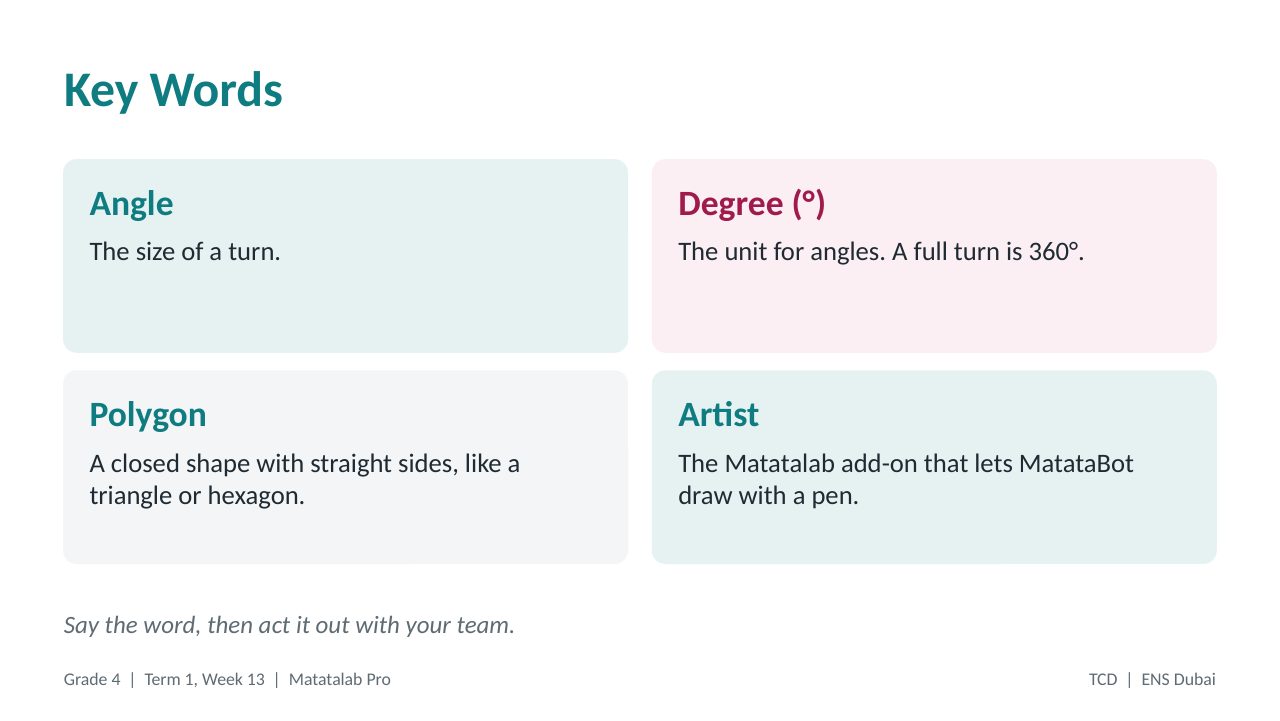 Key Words
Angle
The size of a turn.
Degree (°)
The unit for angles. A full turn is 360°.
Polygon
A closed shape with straight sides, like a
triangle or hexagon.
Artist
The Matatalab add-on that lets MatataBot
draw with a pen.
Say the word, then act it out with your team.
Grade 4 | Term 1, Week 13 | Matatalab Pro
TCD | ENS Dubai